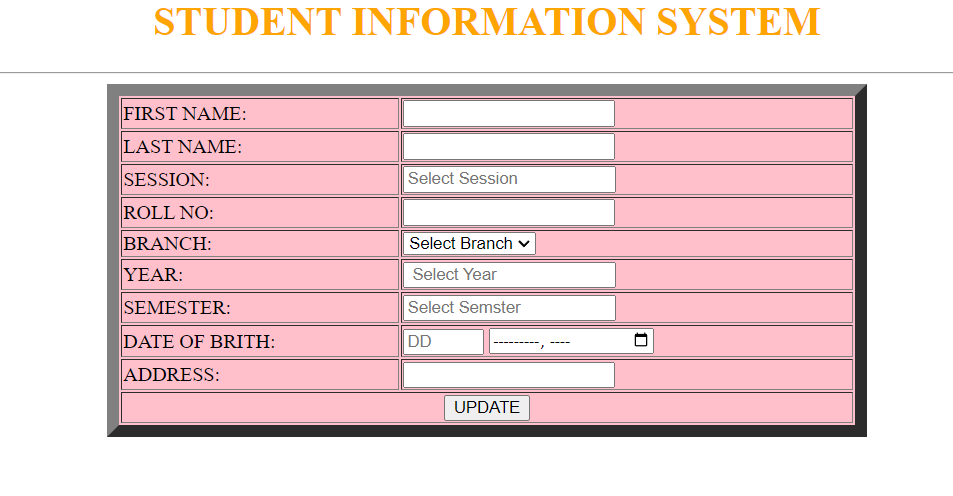 STUDENT INFORMATION SYSTEM
FIRST NAME:
LAST NAME:
SESSION: Select Session
ROLL NO:
BRANCH: Select Branch
YEAR: Select Year
SEMESTER: Select Semster
DATE OF BRITH: DD ---------, ----
ADDRESS:
UPDATE